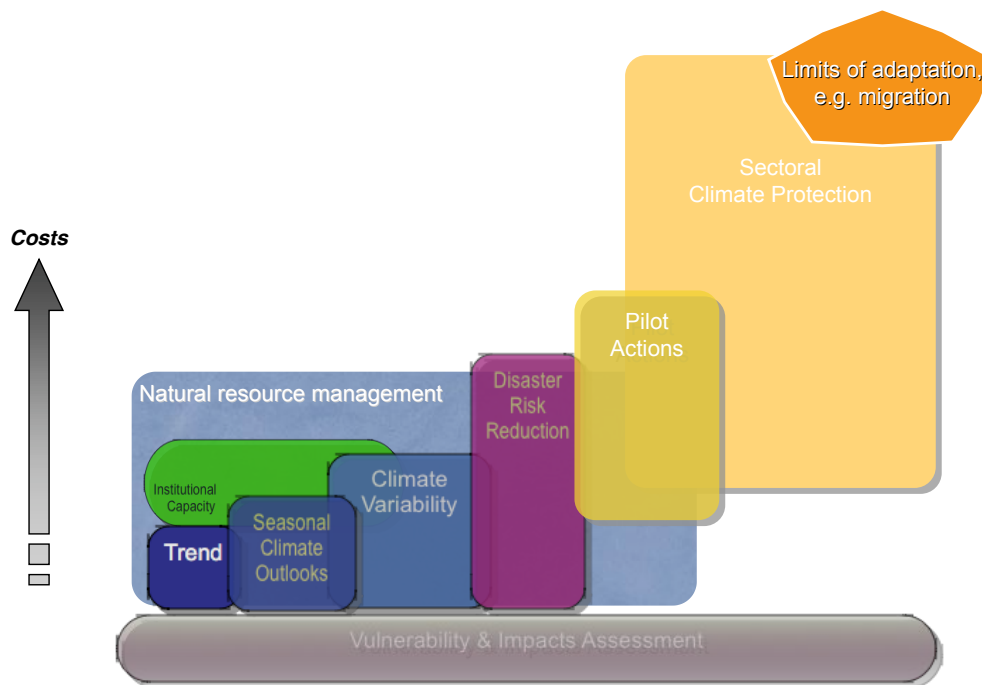 Limits of adaptation,
e.g. migration
Sectoral
Climate Protection
Costs
Pilot
Actions
Natural resource management
Disaster
Risk
Reduction
Institutional
Capacity
Climate
Variability
Trend
Seasonal
Climate
Outlooks
Vulnerability & Impacts Assessment